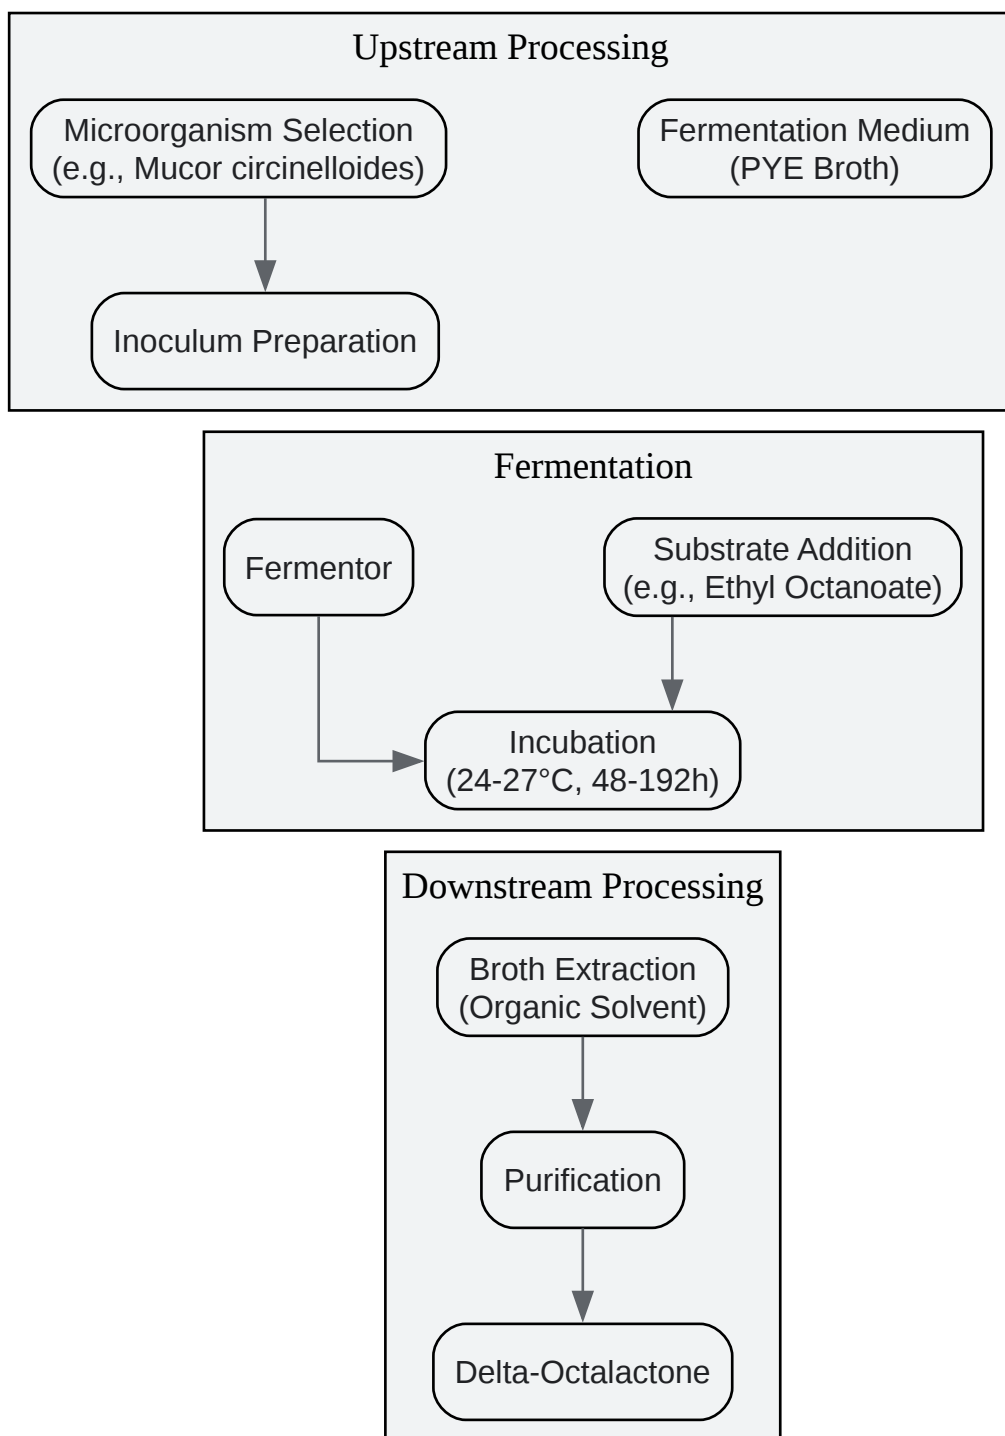 Upstream Processing
Microorganism Selection
(e.g., Mucor circinelloides)
Fermentation Medium
(PYE Broth)
Inoculum Preparation
Fermentation
Fermentor
Substrate Addition
(e.g., Ethyl Octanoate)
Incubation
(24-27°C, 48-192h)
Downstream Processing
Broth Extraction
(Organic Solvent)
Purification
Delta-Octalactone